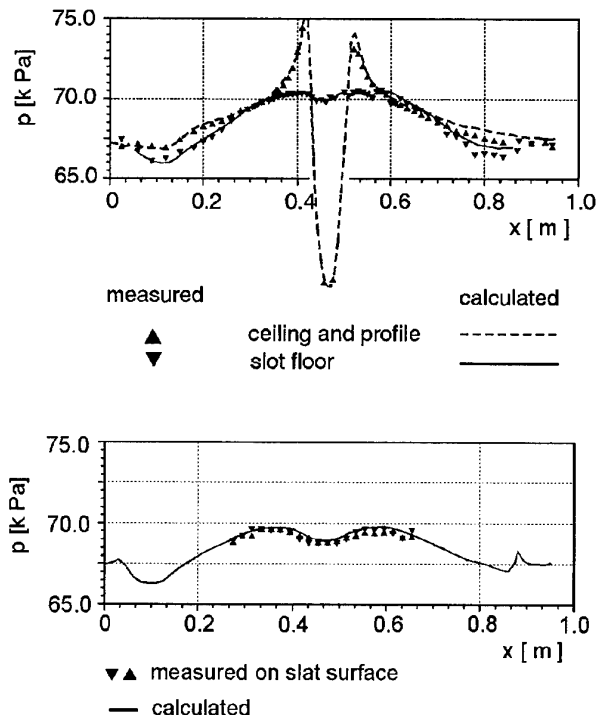 75.0
p [k Pa]
70.0
65.0
0 0.2 0.4 0.6 0.8 1.0
x [ m ]
measured calculated
▲ ceiling and profile
▼ slot floor
75.0
p [k Pa]
70.0
65.0
0 0.2 0.4 0.6 0.8 1.0
x [ m ]
▼▲ measured on slat surface
calculated